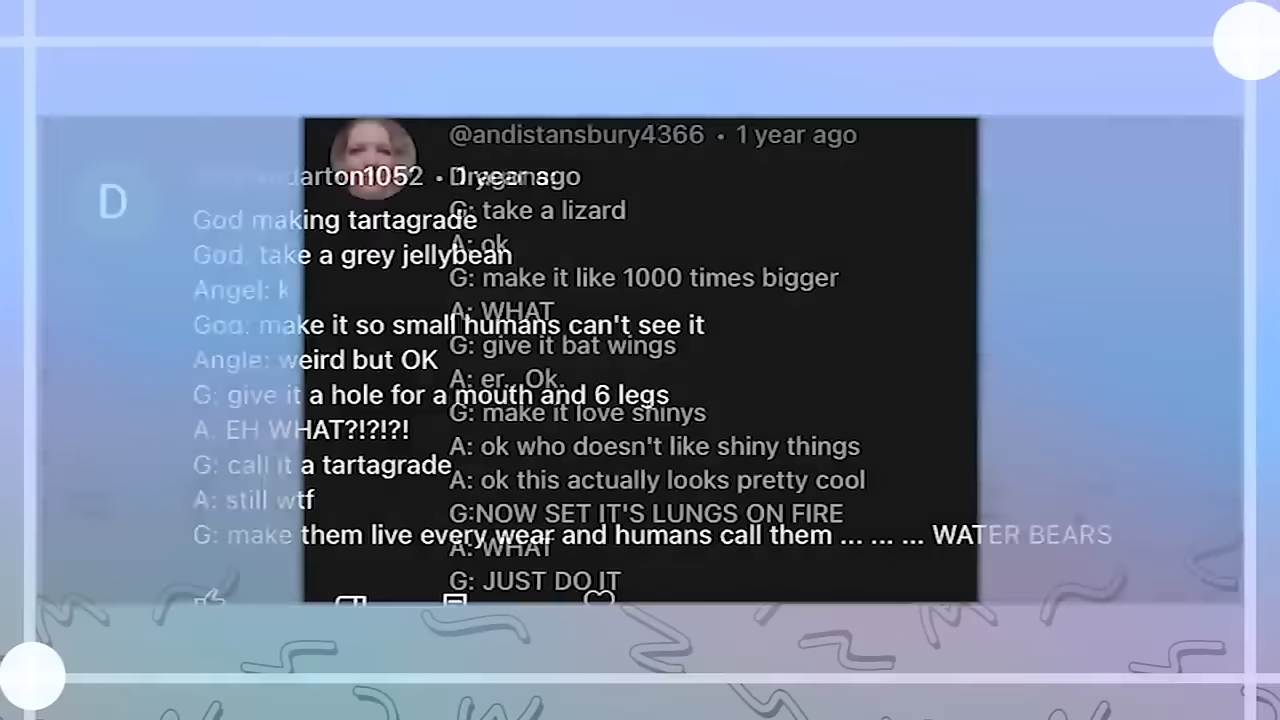 D
arton1052 • 1 year ago
God making tartagrade
God. take a grey jellybean
Angel: k
God: make it so small humans can't see it
Angle: weird but OK
G: give it a hole for a mouth and 6 legs
A. EH WHAT?!?!?!
G: call it a tartagrade
A: still wtf
G: make them live every wear and humans call them ... ... ... WATER BEARS
@andistansbury4366 • 1 year ago
Dragons:
G: take a lizard
A: ok
G: make it like 1000 times bigger
A: WHAT
G: give it bat wings
A: er.. Ok.
G: make it love shinys
A: ok who doesn't like shiny things
A: ok this actually looks pretty cool
G:NOW SET IT'S LUNGS ON FIRE
A: WHAT
G: JUST DO IT